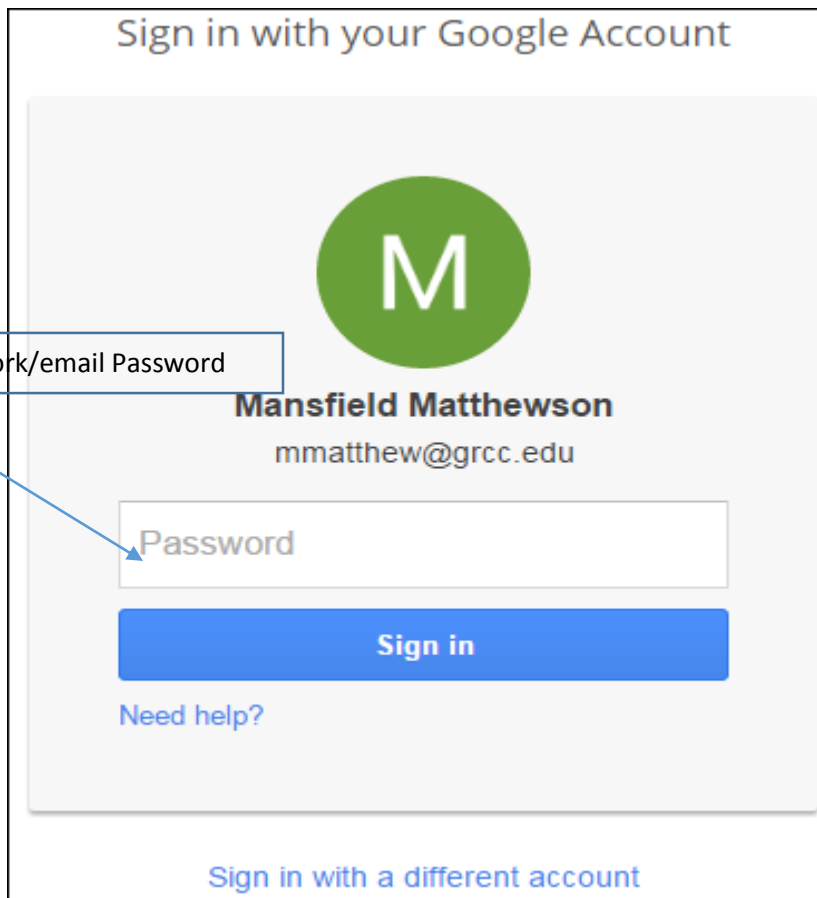 Sign in with your Google Account
M
ork/email Password
Mansfield Matthewson
mmatthew@grcc.edu
Password
Sign in
Need help?
Sign in with a different account